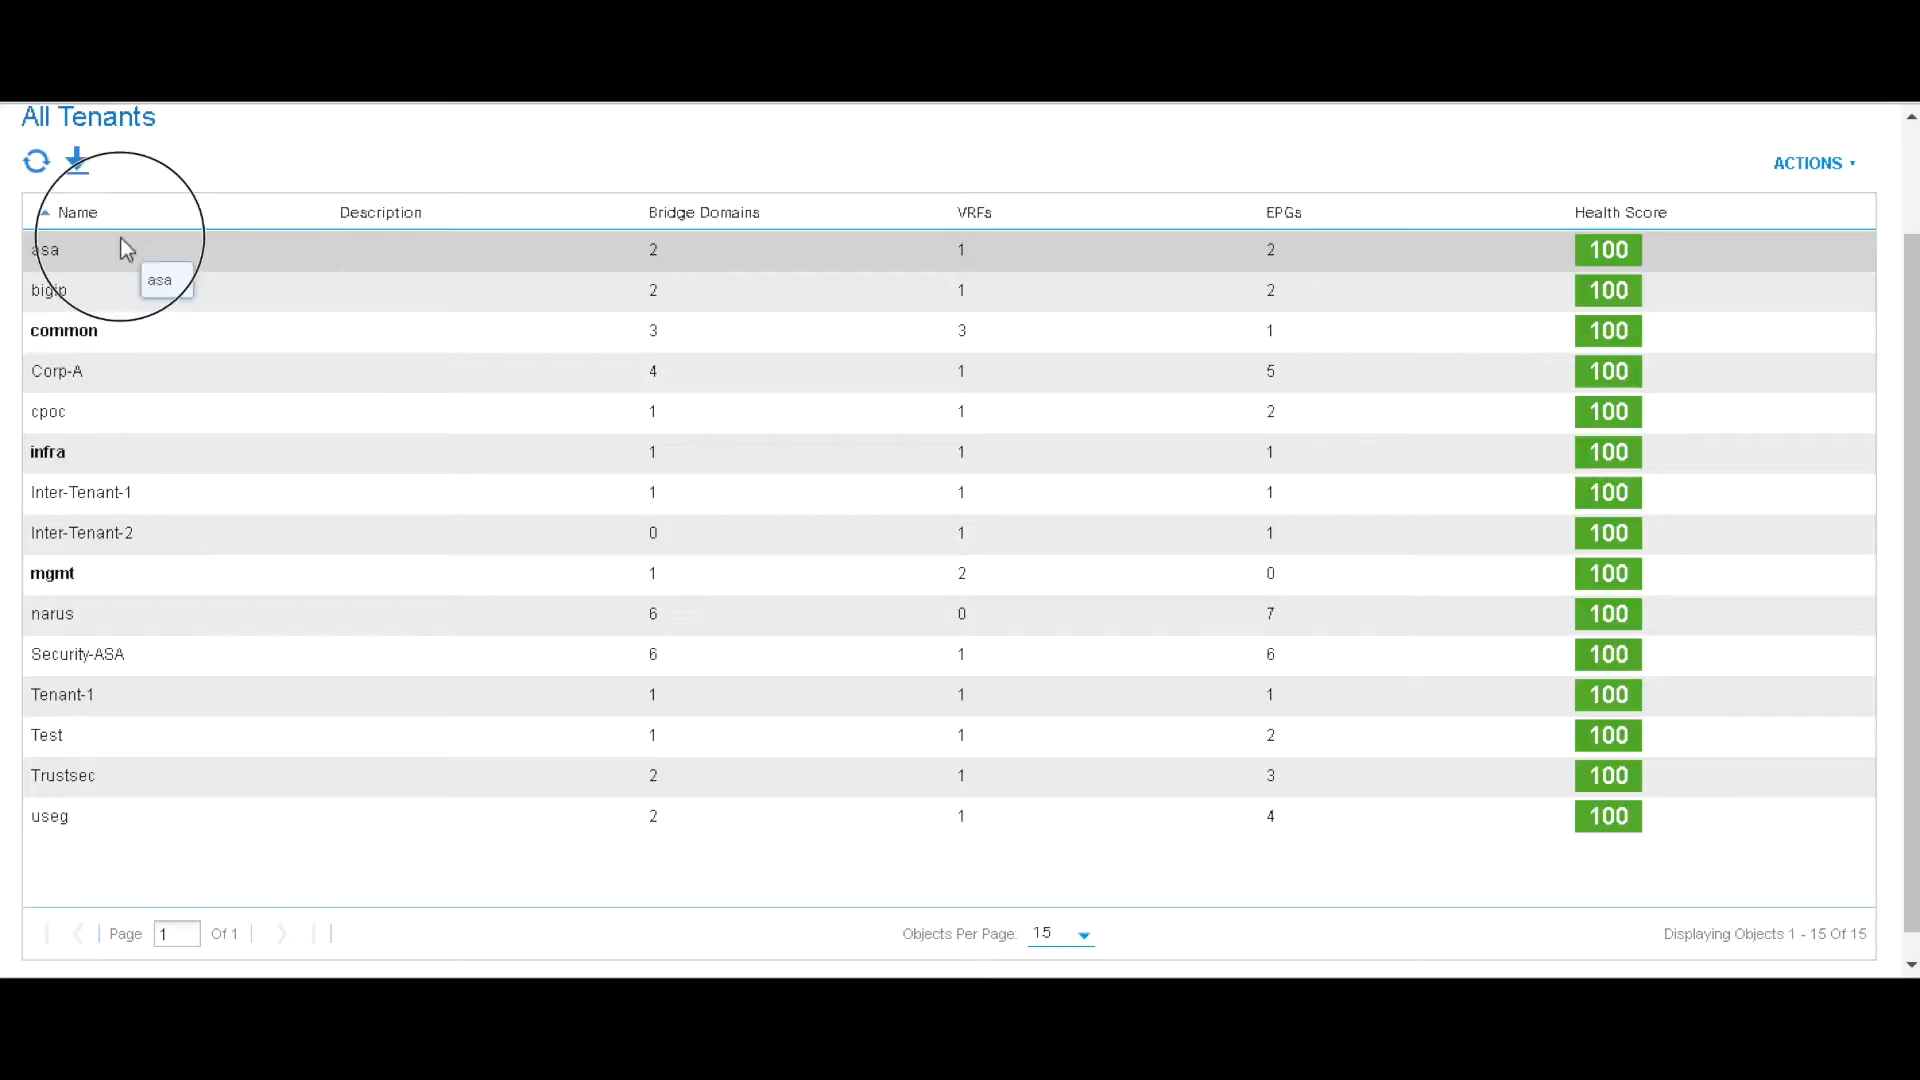 All Tenants
ACTIONS
Name Description Bridge Domains VRFs EPGs Health Score
asa 2 1 2 100
asa
bigip 2 1 2 100
common 3 3 1 100
Corp-A 4 1 5 100
cpoc 1 1 2 100
infra 1 1 1 100
Inter-Tenant-1 1 1 1 100
Inter-Tenant-2 0 1 1 100
mgmt 1 2 0 100
narus 6 0 7 100
Security-ASA 6 1 6 100
Tenant-1 1 1 1 100
Test 1 1 2 100
Trustsec 2 1 3 100
useg 2 1 4 100
Page 1 Of 1 Objects Per Page: 15 Displaying Objects 1 - 15 Of 15